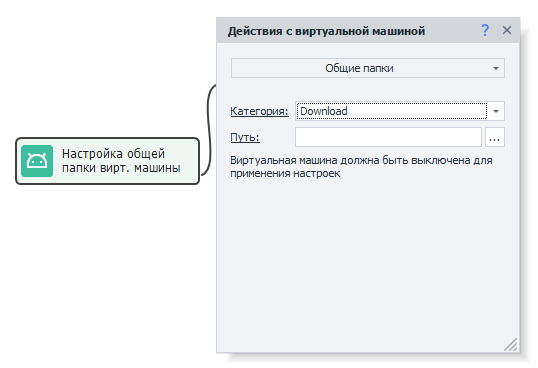 Действия с виртуальной машиной
?
Общие папки
Категория:
Download
Путь:
...
Виртуальная машина должна быть выключена для
применения настроек
Настройка общей
папки вирт. машины